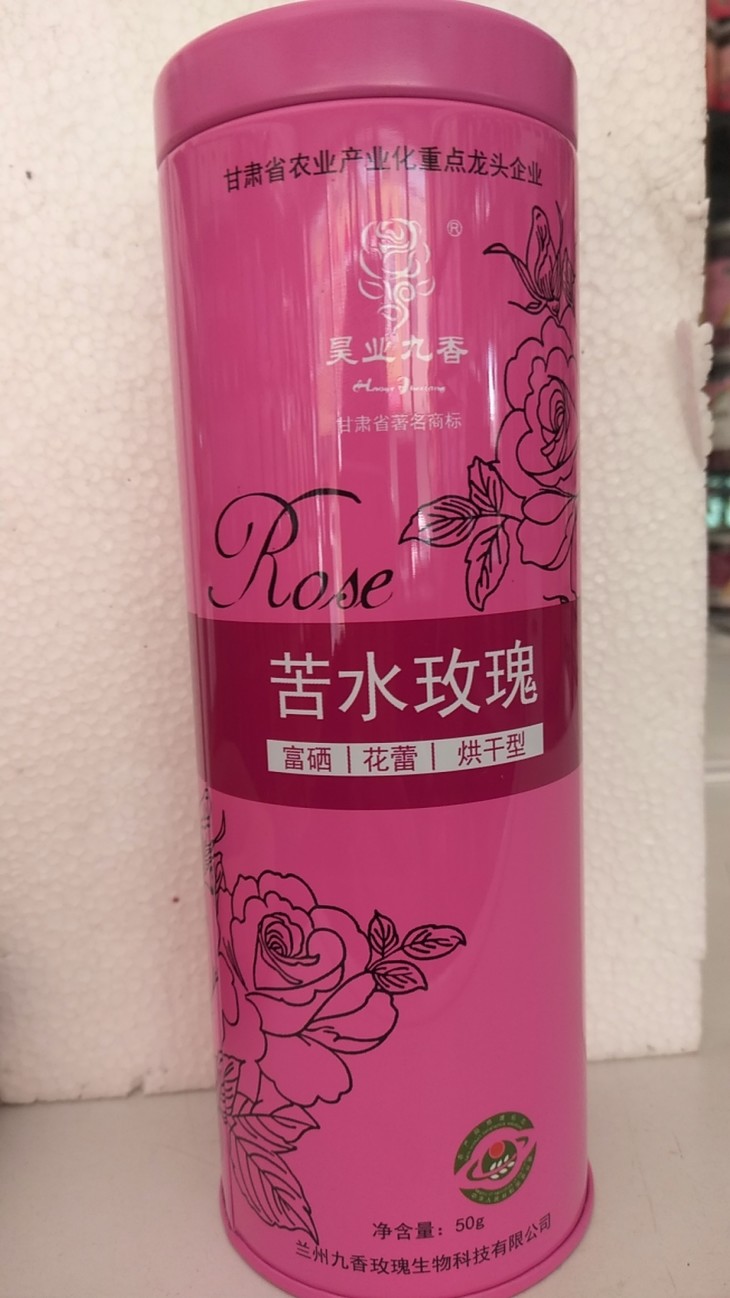 甘肃省农业产业化重点龙头企业
®
昊业九香
甘肃省著名商标
Rose
苦水玫瑰
富硒 | 花蕾 | 烘干型
净含量：50g
兰州九香玫瑰生物科技有限公司